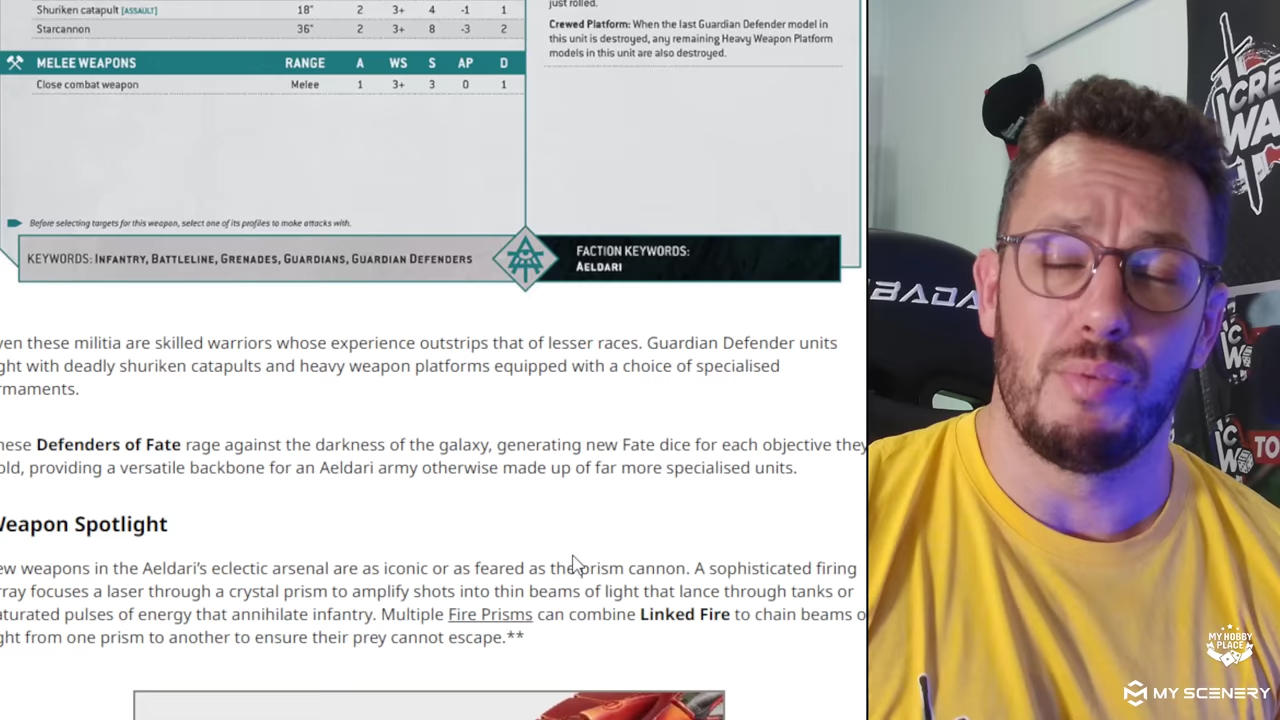 just rolled.
Shuriken catapult [ASSAULT] 18" 2 3+ 4 -1 1
Starcannon 36" 2 3+ 8 -3 2
Crewed Platform: When the last Guardian Defender model in
this unit is destroyed, any remaining Heavy Weapon Platform
models in this unit are also destroyed.
MELEE WEAPONS RANGE A WS S AP D
Close combat weapon Melee 1 3+ 3 0 1
Before selecting targets for this weapon, select one of its profiles to make attacks with.
KEYWORDS: INFANTRY, BATTLELINE, GRENADES, GUARDIANS, GUARDIAN DEFENDERS
FACTION KEYWORDS:
AELDARI
ven these militia are skilled warriors whose experience outstrips that of lesser races. Guardian Defender units
ght with deadly shuriken catapults and heavy weapon platforms equipped with a choice of specialised
rmaments.
hese Defenders of Fate rage against the darkness of the galaxy, generating new Fate dice for each objective they
old, providing a versatile backbone for an Aeldari army otherwise made up of far more specialised units.
Weapon Spotlight
ew weapons in the Aeldari's eclectic arsenal are as iconic or as feared as the prism cannon. A sophisticated firing
rray focuses a laser through a crystal prism to amplify shots into thin beams of light that lance through tanks or
aturated pulses of energy that annihilate infantry. Multiple Fire Prisms can combine Linked Fire to chain beams o
ght from one prism to another to ensure their prey cannot escape.**
CRE
WA
BADA
CW
TO
MY HOBBY
PLACE
MY SCENERY